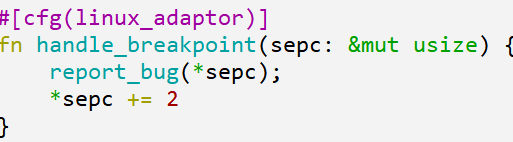 #[cfg(linux_adaptor)]
fn handle_breakpoint(sepc: &mut usize) {
    report_bug(*sepc);
    *sepc += 2
}